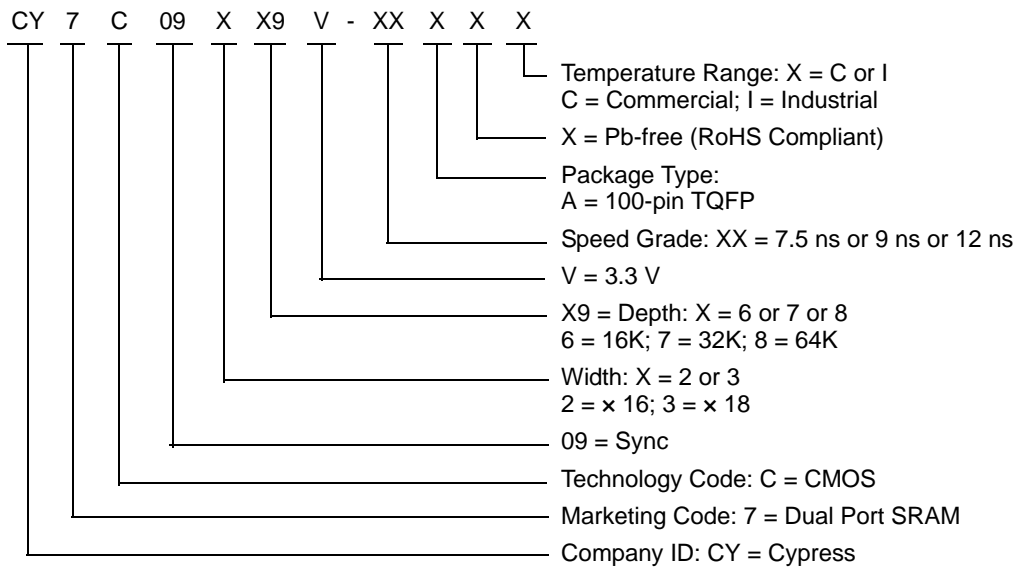 CY 7 C 09 X X9 V - XX X X X
Temperature Range: X = C or I
C = Commercial; I = Industrial
X = Pb-free (RoHS Compliant)
Package Type:
A = 100-pin TQFP
Speed Grade: XX = 7.5 ns or 9 ns or 12 ns
V = 3.3 V
X9 = Depth: X = 6 or 7 or 8
6 = 16K; 7 = 32K; 8 = 64K
Width: X = 2 or 3
2 = × 16; 3 = × 18
09 = Sync
Technology Code: C = CMOS
Marketing Code: 7 = Dual Port SRAM
Company ID: CY = Cypress